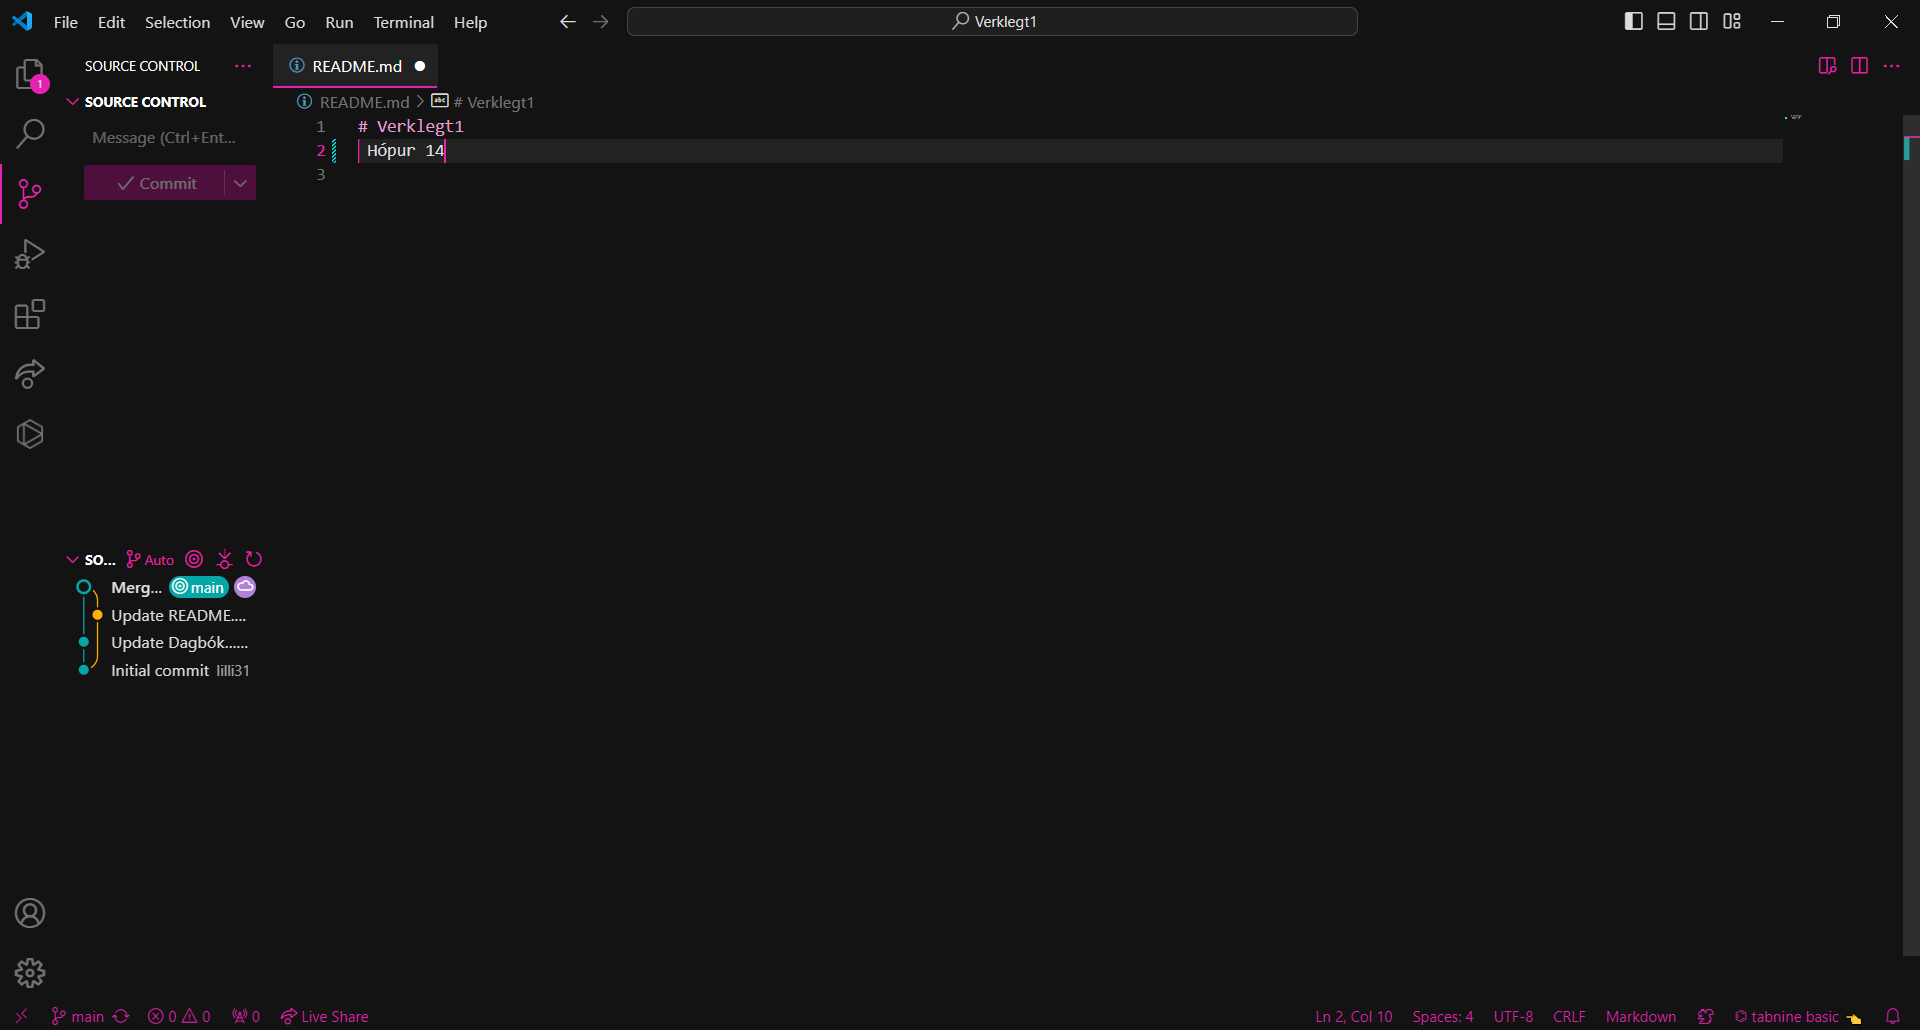 File Edit Selection View Go Run Terminal Help
Verklegt1
SOURCE CONTROL
README.md
1
SOURCE CONTROL
README.md > # Verklegt1
1 # Verklegt1
Message (Ctrl+Ent...
2 Hópur 14
3
Commit
SO... Auto
Merg... main
Update README....
Update Dagbók......
Initial commit lilli31
main 0 0 0 Live Share
Ln 2, Col 10 Spaces: 4 UTF-8 CRLF Markdown tabnine basic